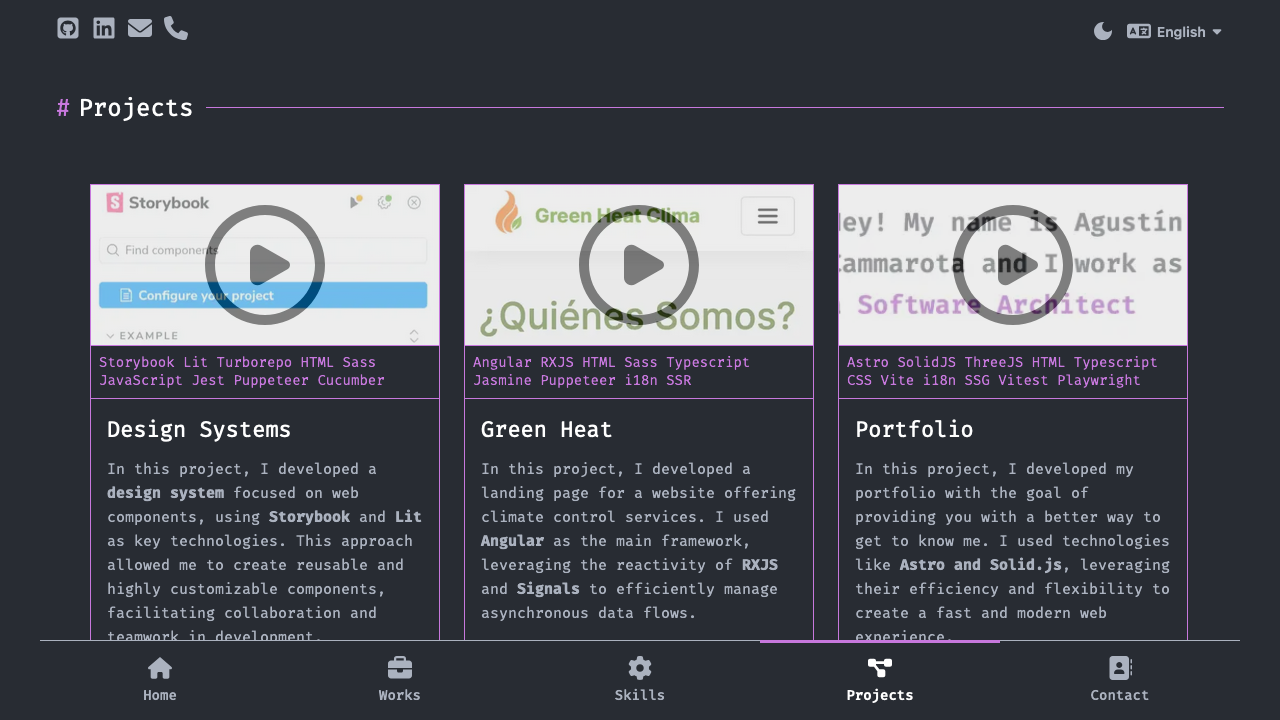 English
# Projects
Storybook
Find components
Configure your project
EXAMPLE
Storybook Lit Turborepo HTML Sass
JavaScript Jest Puppeteer Cucumber
Design Systems
In this project, I developed a
design system focused on web
components, using Storybook and Lit
as key technologies. This approach
allowed me to create reusable and
highly customizable components,
facilitating collaboration and
teamwork in development.
Green Heat Clima
¿Quiénes Somos?
Angular RXJS HTML Sass Typescript
Jasmine Puppeteer i18n SSR
Green Heat
In this project, I developed a
landing page for a website offering
climate control services. I used
Angular as the main framework,
leveraging the reactivity of RXJS
and Signals to efficiently manage
asynchronous data flows.
Hey! My name is Agustín
Cammarota and I work as
a Software Architect
Astro SolidJS ThreeJS HTML Typescript
CSS Vite i18n SSG Vitest Playwright
Portfolio
In this project, I developed my
portfolio with the goal of
providing you with a better way to
get to know me. I used technologies
like Astro and Solid.js, leveraging
their efficiency and flexibility to
create a fast and modern web
experience.
Home
Works
Skills
Projects
Contact